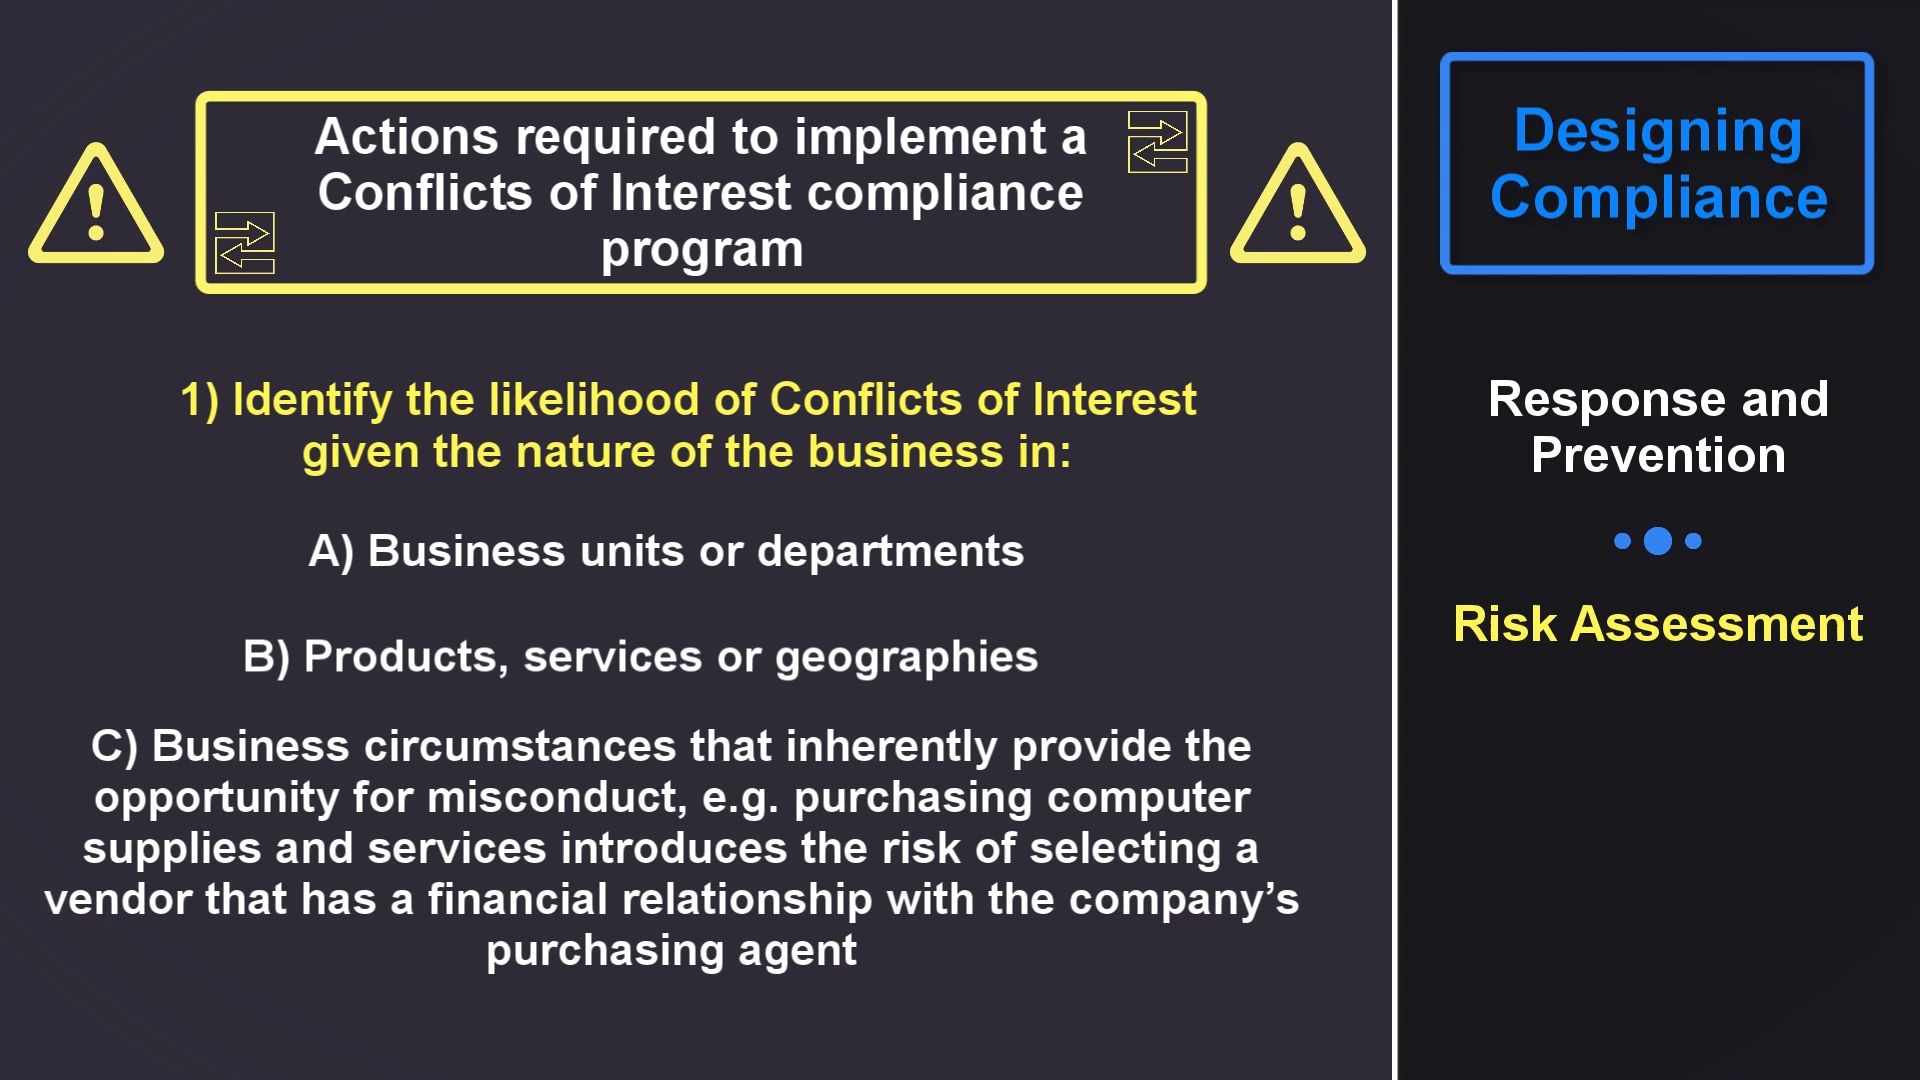 Actions required to implement a
Conflicts of Interest compliance
program
1) Identify the likelihood of Conflicts of Interest
given the nature of the business in:
A) Business units or departments
B) Products, services or geographies
C) Business circumstances that inherently provide the
opportunity for misconduct, e.g. purchasing computer
supplies and services introduces the risk of selecting a
vendor that has a financial relationship with the company’s
purchasing agent
Designing
Compliance
Response and
Prevention
Risk Assessment